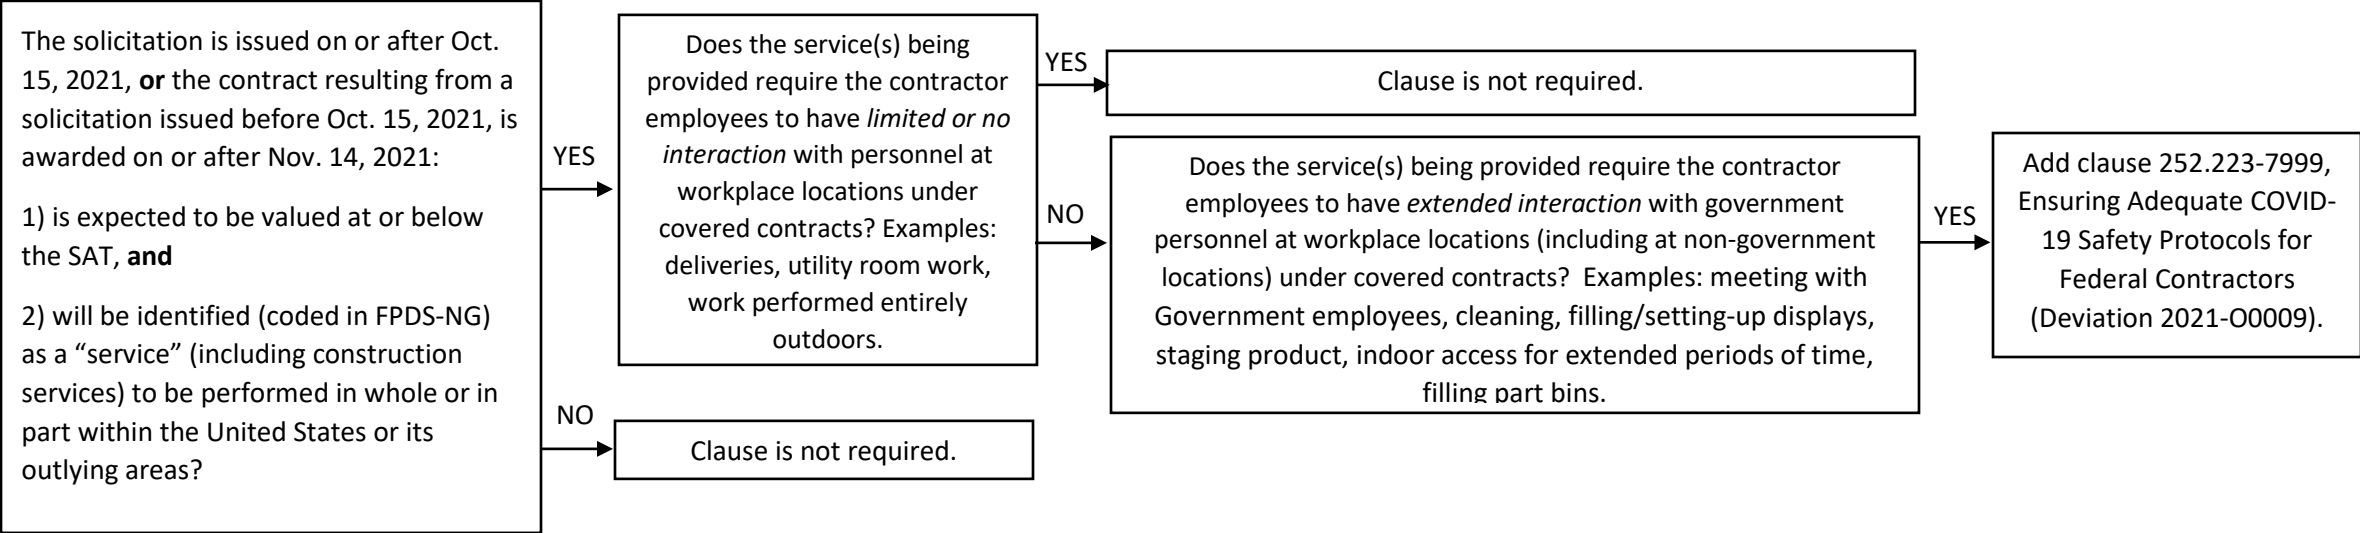 The solicitation is issued on or after Oct.
15, 2021, or the contract resulting from a
solicitation issued before Oct. 15, 2021, is
awarded on or after Nov. 14, 2021:
1) is expected to be valued at or below
the SAT, and
2) will be identified (coded in FPDS-NG)
as a “service” (including construction
services) to be performed in whole or in
part within the United States or its
outlying areas?
YES
NO
Does the service(s) being
provided require the contractor
employees to have limited or no
interaction with personnel at
workplace locations under
covered contracts? Examples:
deliveries, utility room work,
work performed entirely
outdoors.
Clause is not required.
YES
NO
Clause is not required.
Does the service(s) being provided require the contractor
employees to have extended interaction with government
personnel at workplace locations (including at non-government
locations) under covered contracts? Examples: meeting with
Government employees, cleaning, filling/setting-up displays,
staging product, indoor access for extended periods of time,
filling part bins.
YES
Add clause 252.223-7999,
Ensuring Adequate COVID-
19 Safety Protocols for
Federal Contractors
(Deviation 2021-O0009).